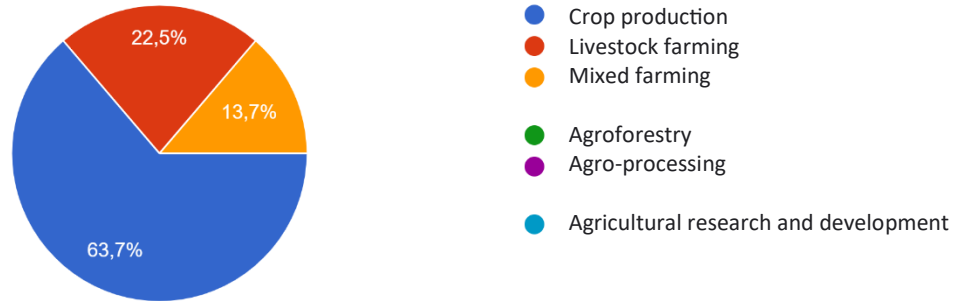 22,5%
13,7%
63,7%
Crop production
Livestock farming
Mixed farming
Agroforestry
Agro-processing
Agricultural research and development